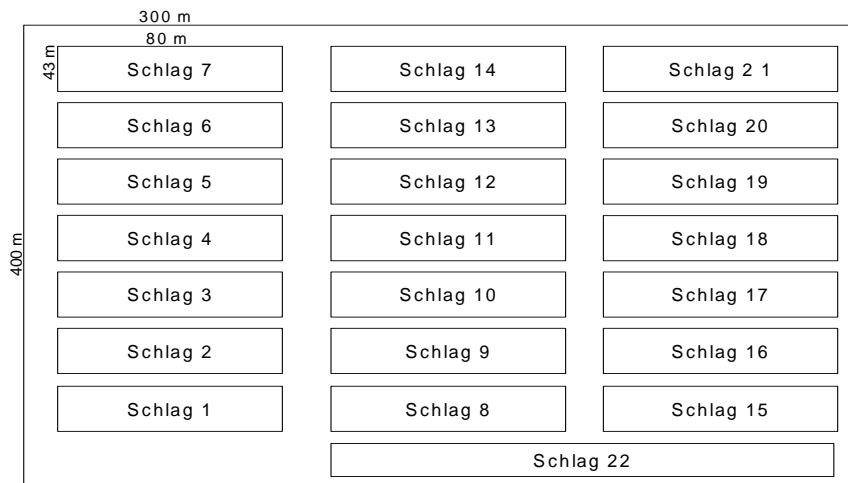 300 m
80 m
43 m
400 m
Schlag 7
Schlag 14
Schlag 2 1
Schlag 6
Schlag 13
Schlag 20
Schlag 5
Schlag 12
Schlag 19
Schlag 4
Schlag 11
Schlag 18
Schlag 3
Schlag 10
Schlag 17
Schlag 2
Schlag 9
Schlag 16
Schlag 1
Schlag 8
Schlag 15
Schlag 22